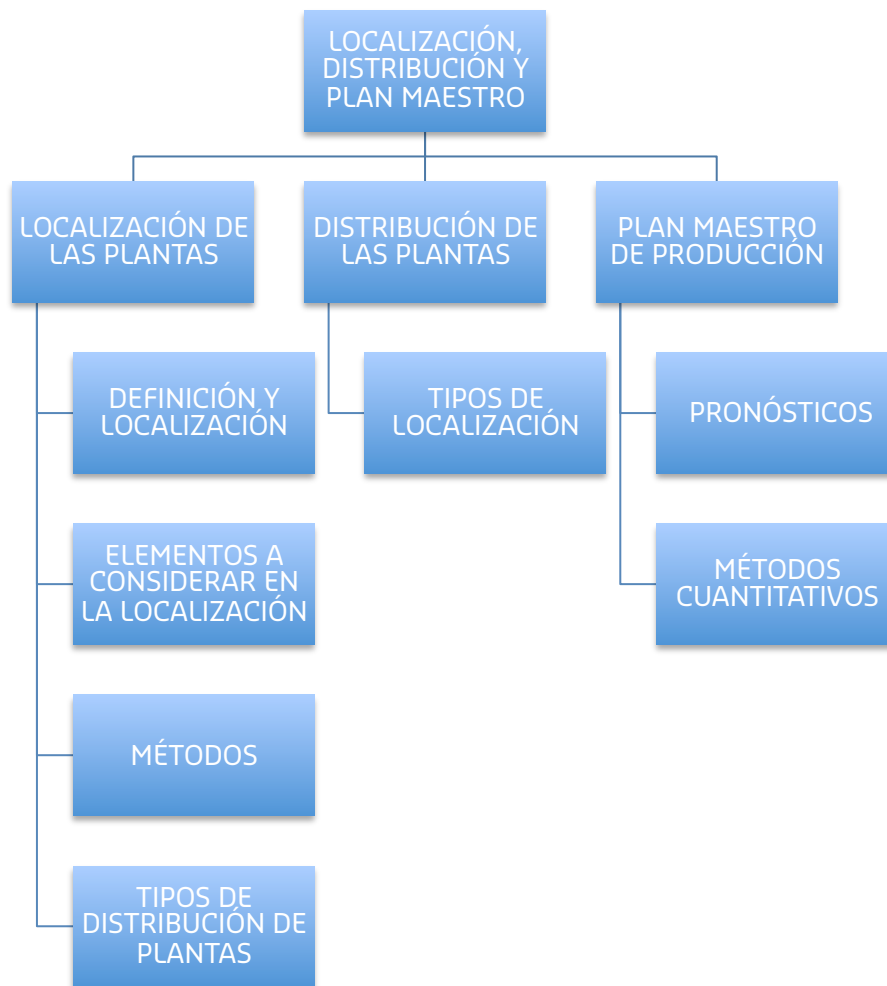 LOCALIZACIÓN,
DISTRIBUCIÓN Y
PLAN MAESTRO
LOCALIZACIÓN DE
LAS PLANTAS
DISTRIBUCIÓN DE
LAS PLANTAS
PLAN MAESTRO
DE PRODUCCIÓN
DEFINICIÓN Y
LOCALIZACIÓN
TIPOS DE
LOCALIZACIÓN
PRONÓSTICOS
ELEMENTOS A
CONSIDERAR EN
LA LOCALIZACIÓN
MÉTODOS
CUANTITATIVOS
MÉTODOS
TIPOS DE
DISTRIBUCIÓN DE
PLANTAS